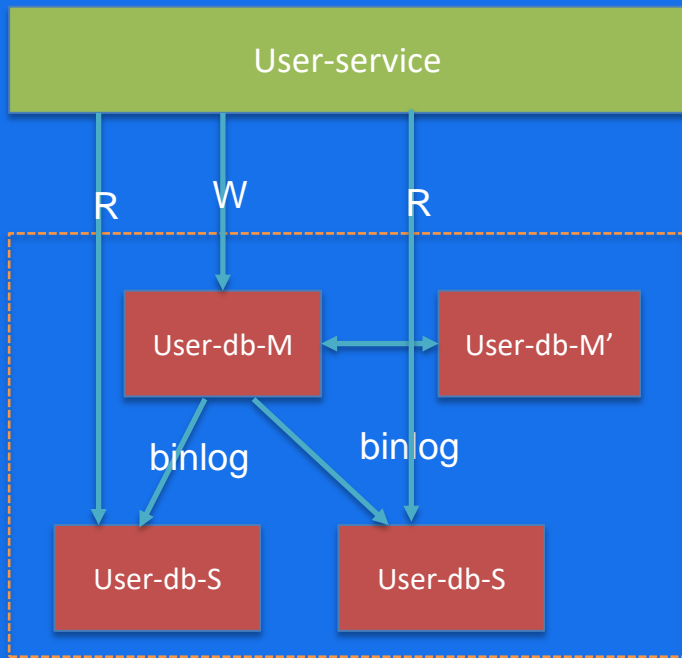 User-service
R
W
R
User-db-M
User-db-M’
binlog
binlog
User-db-S
User-db-S